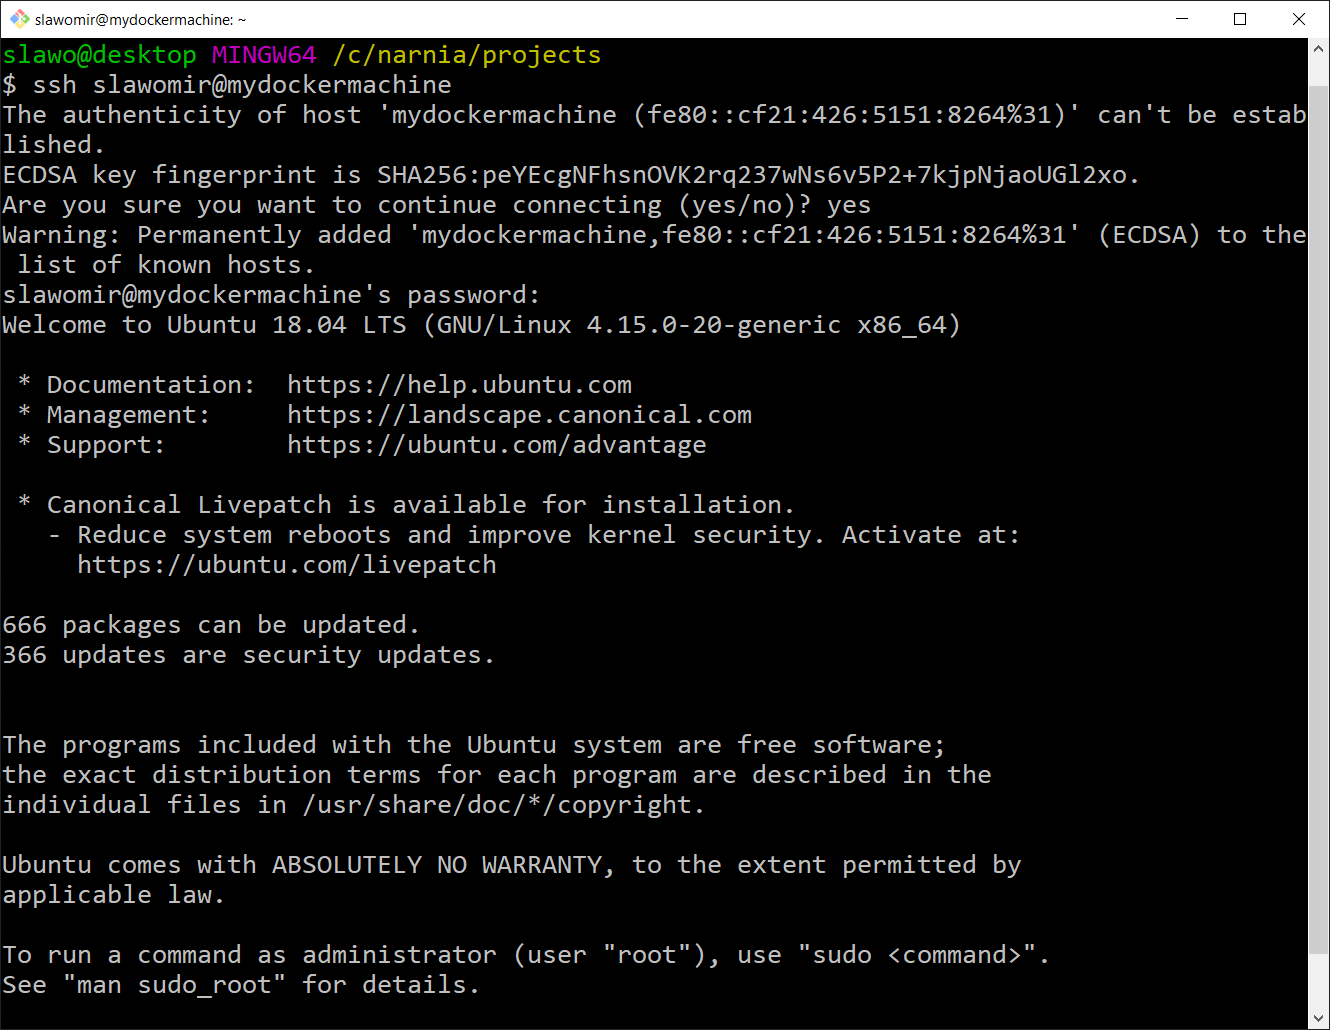 slawomir@mydockermachine: ~
slawo@desktop MINGW64 /c/narnia/projects
$ ssh slawomir@mydockermachine
The authenticity of host 'mydockermachine (fe80::cf21:426:5151:8264%31)' can't be estab
lished.
ECDSA key fingerprint is SHA256:peYEcgNFhsnOVK2rq237wNs6v5P2+7kjpNjaoUGl2xo.
Are you sure you want to continue connecting (yes/no)? yes
Warning: Permanently added 'mydockermachine,fe80::cf21:426:5151:8264%31' (ECDSA) to the
 list of known hosts.
slawomir@mydockermachine's password:
Welcome to Ubuntu 18.04 LTS (GNU/Linux 4.15.0-20-generic x86_64)

 * Documentation:  https://help.ubuntu.com
 * Management:     https://landscape.canonical.com
 * Support:        https://ubuntu.com/advantage

 * Canonical Livepatch is available for installation.
   - Reduce system reboots and improve kernel security. Activate at:
     https://ubuntu.com/livepatch

666 packages can be updated.
366 updates are security updates.


The programs included with the Ubuntu system are free software;
the exact distribution terms for each program are described in the
individual files in /usr/share/doc/*/copyright.

Ubuntu comes with ABSOLUTELY NO WARRANTY, to the extent permitted by
applicable law.

To run a command as administrator (user "root"), use "sudo <command>".
See "man sudo_root" for details.